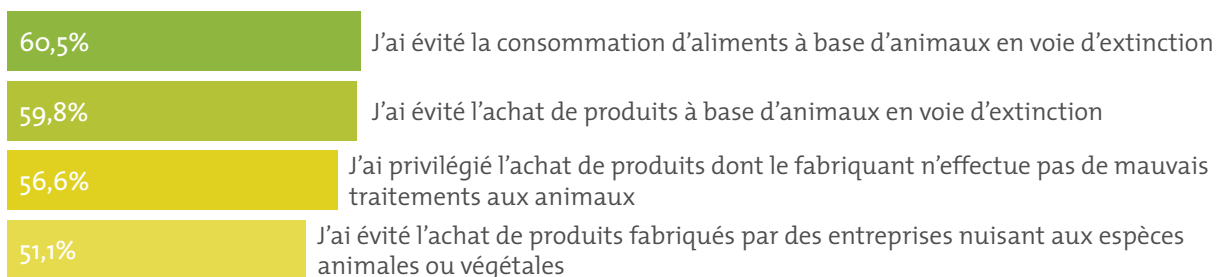 60,5% J’ai évité la consommation d’aliments à base d’animaux en voie d’extinction
59,8% J’ai évité l’achat de produits à base d’animaux en voie d’extinction
56,6% J’ai privilégié l’achat de produits dont le fabriquant n’effectue pas de mauvais
traitements aux animaux
51,1% J’ai évité l’achat de produits fabriqués par des entreprises nuisant aux espèces
animales ou végétales